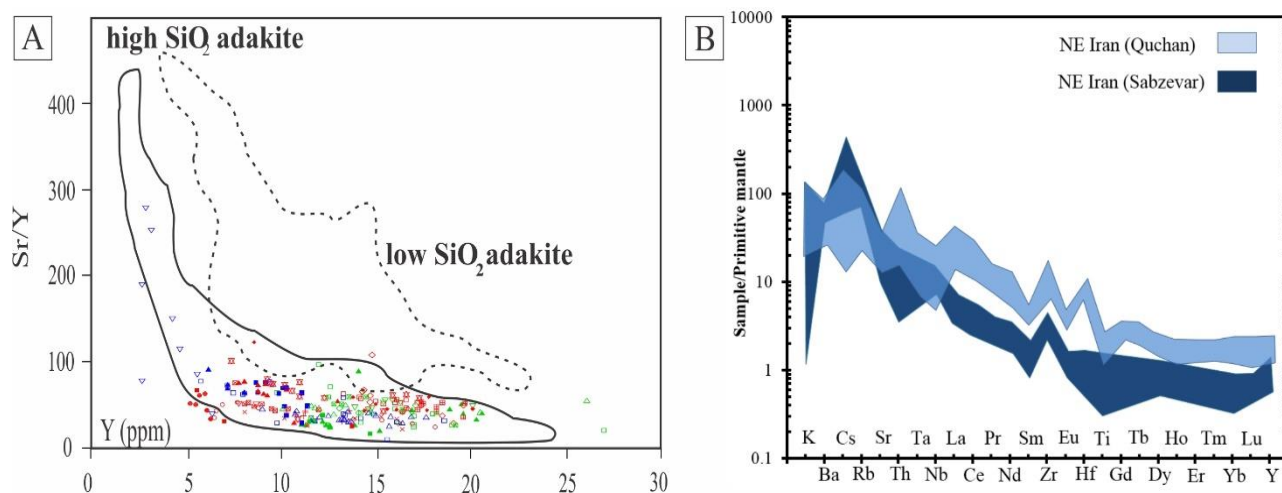 A
high SiO₂ adakite
low SiO₂ adakite
Sr/Y
400
300
200
100
0
Y (ppm)
0 5 10 15 20 25 30
B
NE Iran (Quchan)
NE Iran (Sabzevar)
Sample/Primitive mantle
10000
1000
100
10
1
0.1
K Cs Sr Ta La Pr Sm Eu Ti Tb Ho Tm Lu
Ba Rb Th Nb Ce Nd Zr Hf Gd Dy Er Yb Y